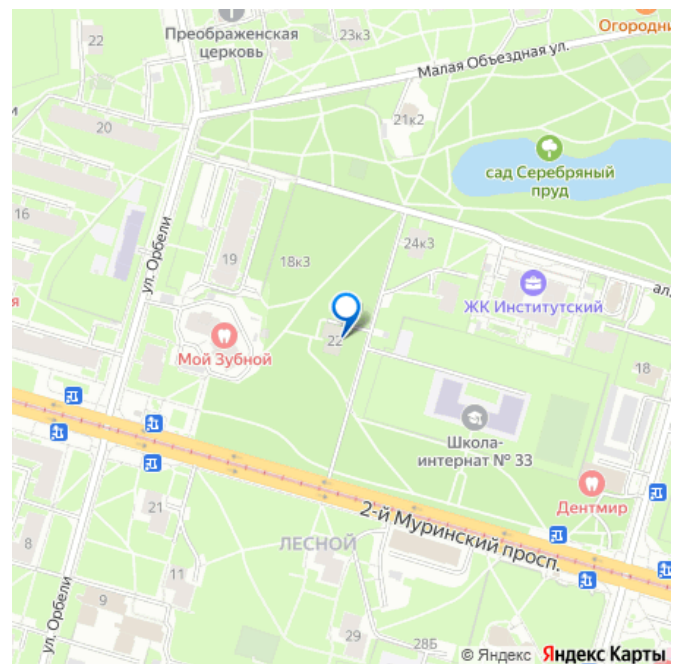 22
Преображенская
церковь
23к3
Огородни
Малая Объездная ул.
и
20
21к2
сад Серебряный
пруд
16
ул. Орбели
19
18к3
24к3
ал.
я
ЖК Институтский
22
Мой Зубной
18
Школа-
интернат № 33
Дентмир
21
2-й Муринский просп.
8
ЛЕСНОЙ
11
9
ул. Орбели
29
28Б
© Яндекс Яндекс Карты